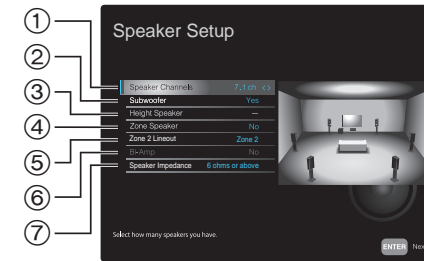 Speaker Setup
① Speaker Channels 7.1 ch <>
② Subwoofer Yes
③ Height Speaker —
④ Zone Speaker No
⑤ Zone 2 Lineout Zone 2
⑥ Bi-Amp No
⑦ Speaker Impedance 6 ohms or above
Select how many speakers you have.
ENTER Nex